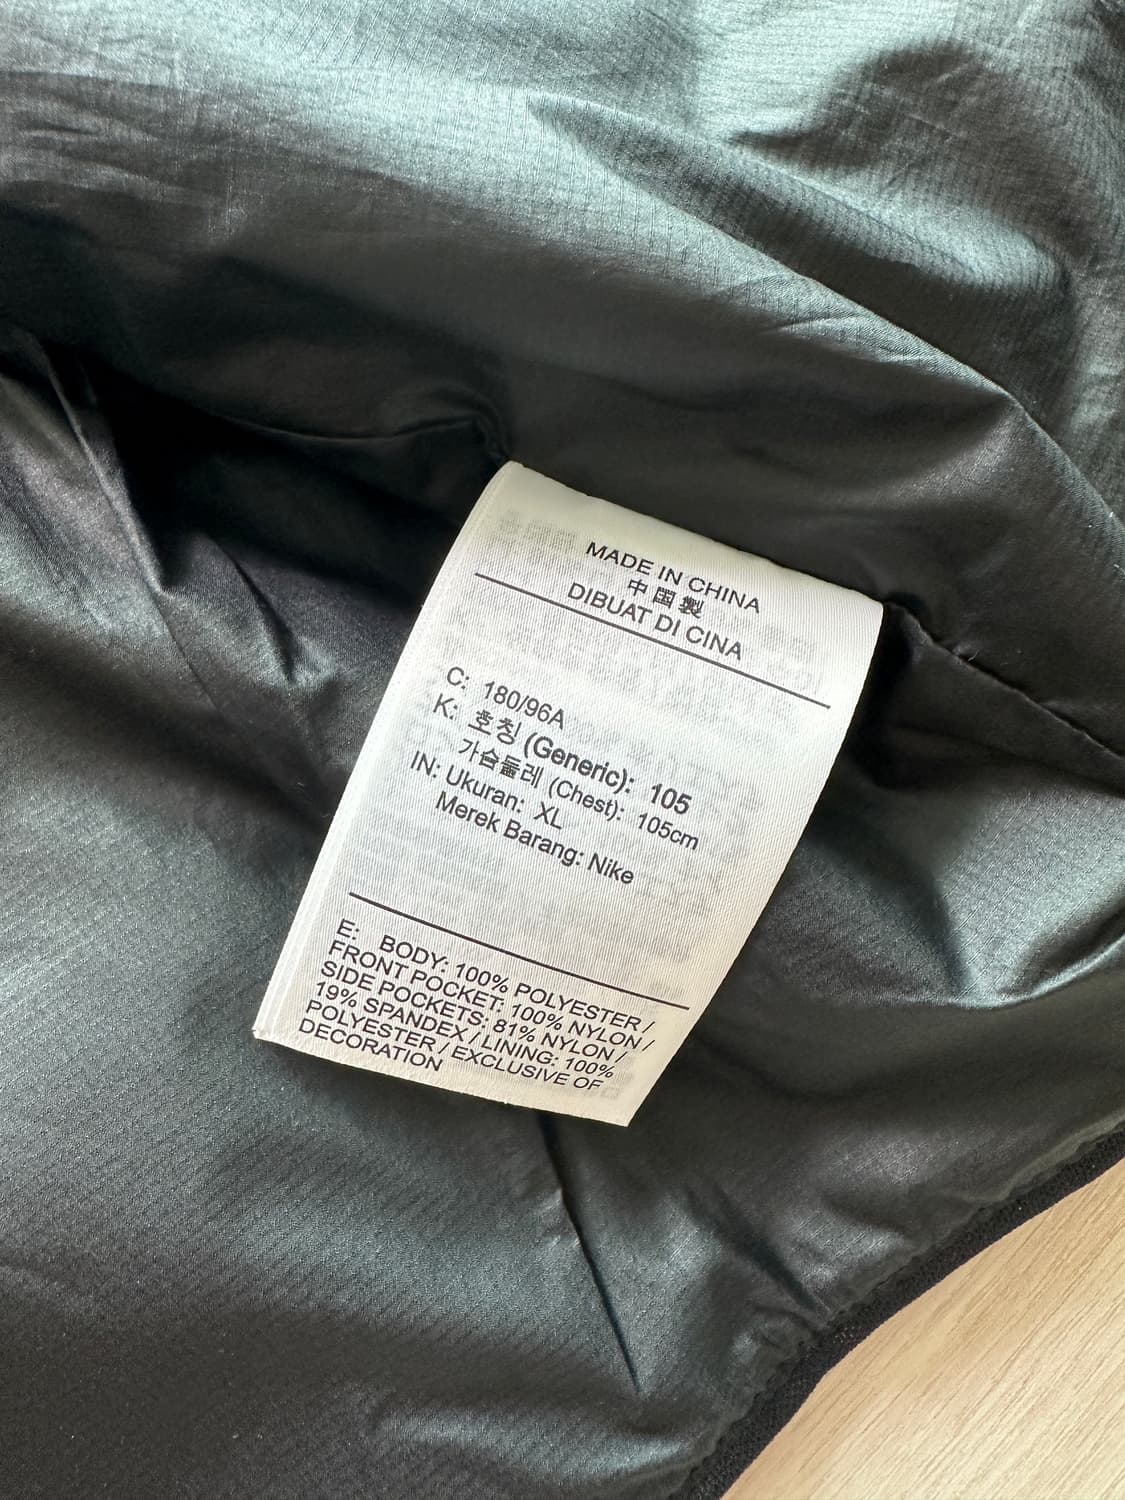 MADE IN CHINA
中国製
DIBUAT DI CINA
C: 180/96A
K: 호칭 (Generic): 105
가슴둘레 (Chest): 105cm
IN: Ukuran: XL
Merek Barang: Nike
E: BODY: 100% POLYESTER /
FRONT POCKET: 100% NYLON /
SIDE POCKETS: 81% NYLON /
19% SPANDEX / LINING: 100%
POLYESTER / EXCLUSIVE OF
DECORATION